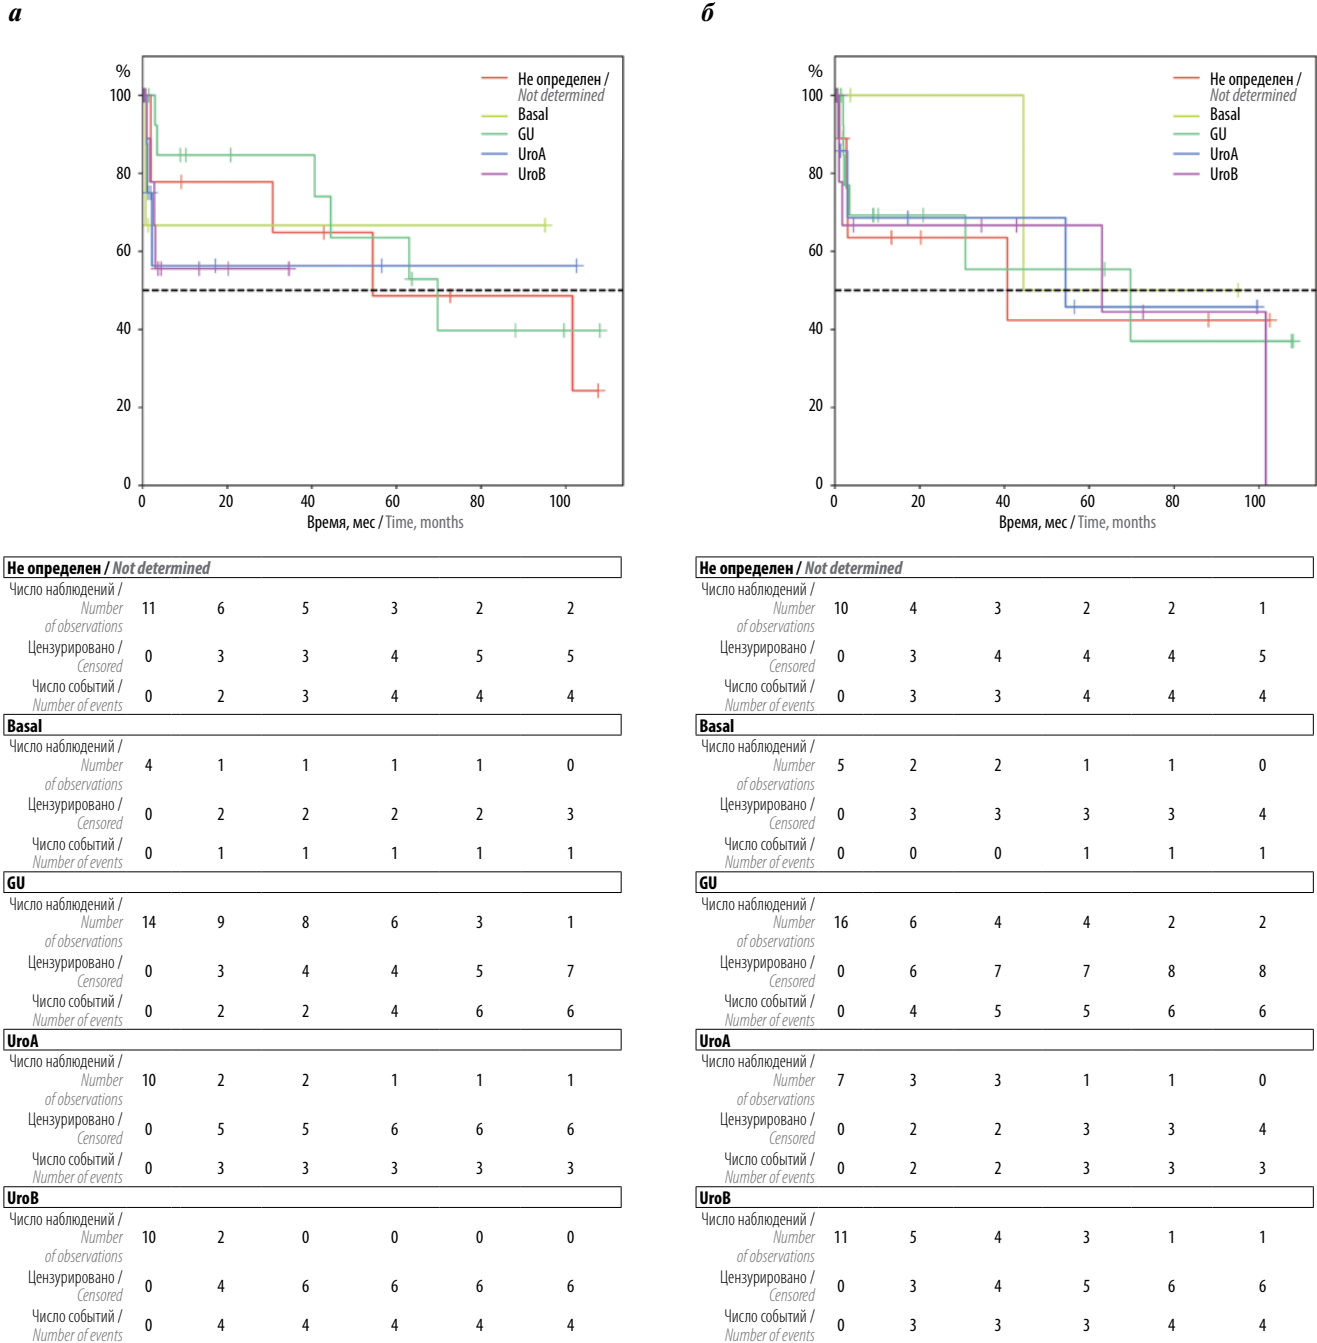 а
%
100
80
60
40
20
0
0 20 40 60 80 100
Время, мес / Time, months
Не определен /
Not determined
Basal
GU
UroA
UroB
Не определен / Not determined
Число наблюдений /
Number 11 6 5 3 2 2
of observations
Цензурировано / 0 3 3 4 5 5
Censored
Число событий / 0 2 3 4 4 4
Number of events
Basal
Число наблюдений /
Number 4 1 1 1 1 0
of observations
Цензурировано / 0 2 2 2 2 3
Censored
Число событий / 0 1 1 1 1 1
Number of events
GU
Число наблюдений /
Number 14 9 8 6 3 1
of observations
Цензурировано / 0 3 4 4 5 7
Censored
Число событий / 0 2 2 4 6 6
Number of events
UroA
Число наблюдений /
Number 10 2 2 1 1 1
of observations
Цензурировано / 0 5 5 6 6 6
Censored
Число событий / 0 3 3 3 3 3
Number of events
UroB
Число наблюдений /
Number 10 2 0 0 0 0
of observations
Цензурировано / 0 4 6 6 6 6
Censored
Число событий / 0 4 4 4 4 4
Number of events
б
%
100
80
60
40
20
0
0 20 40 60 80 100
Время, мес / Time, months
Не определен /
Not determined
Basal
GU
UroA
UroB
Не определен / Not determined
Число наблюдений /
Number 10 4 3 2 2 1
of observations
Цензурировано / 0 3 4 4 4 5
Censored
Число событий / 0 3 3 4 4 4
Number of events
Basal
Число наблюдений /
Number 5 2 2 1 1 0
of observations
Цензурировано / 0 3 3 3 3 4
Censored
Число событий / 0 0 0 1 1 1
Number of events
GU
Число наблюдений /
Number 16 6 4 4 2 2
of observations
Цензурировано / 0 6 7 7 8 8
Censored
Число событий / 0 4 5 5 6 6
Number of events
UroA
Число наблюдений /
Number 7 3 3 1 1 0
of observations
Цензурировано / 0 2 2 3 3 4
Censored
Число событий / 0 2 2 3 3 3
Number of events
UroB
Число наблюдений /
Number 11 5 4 3 1 1
of observations
Цензурировано / 0 3 4 5 6 6
Censored
Число событий / 0 3 3 3 4 4
Number of events